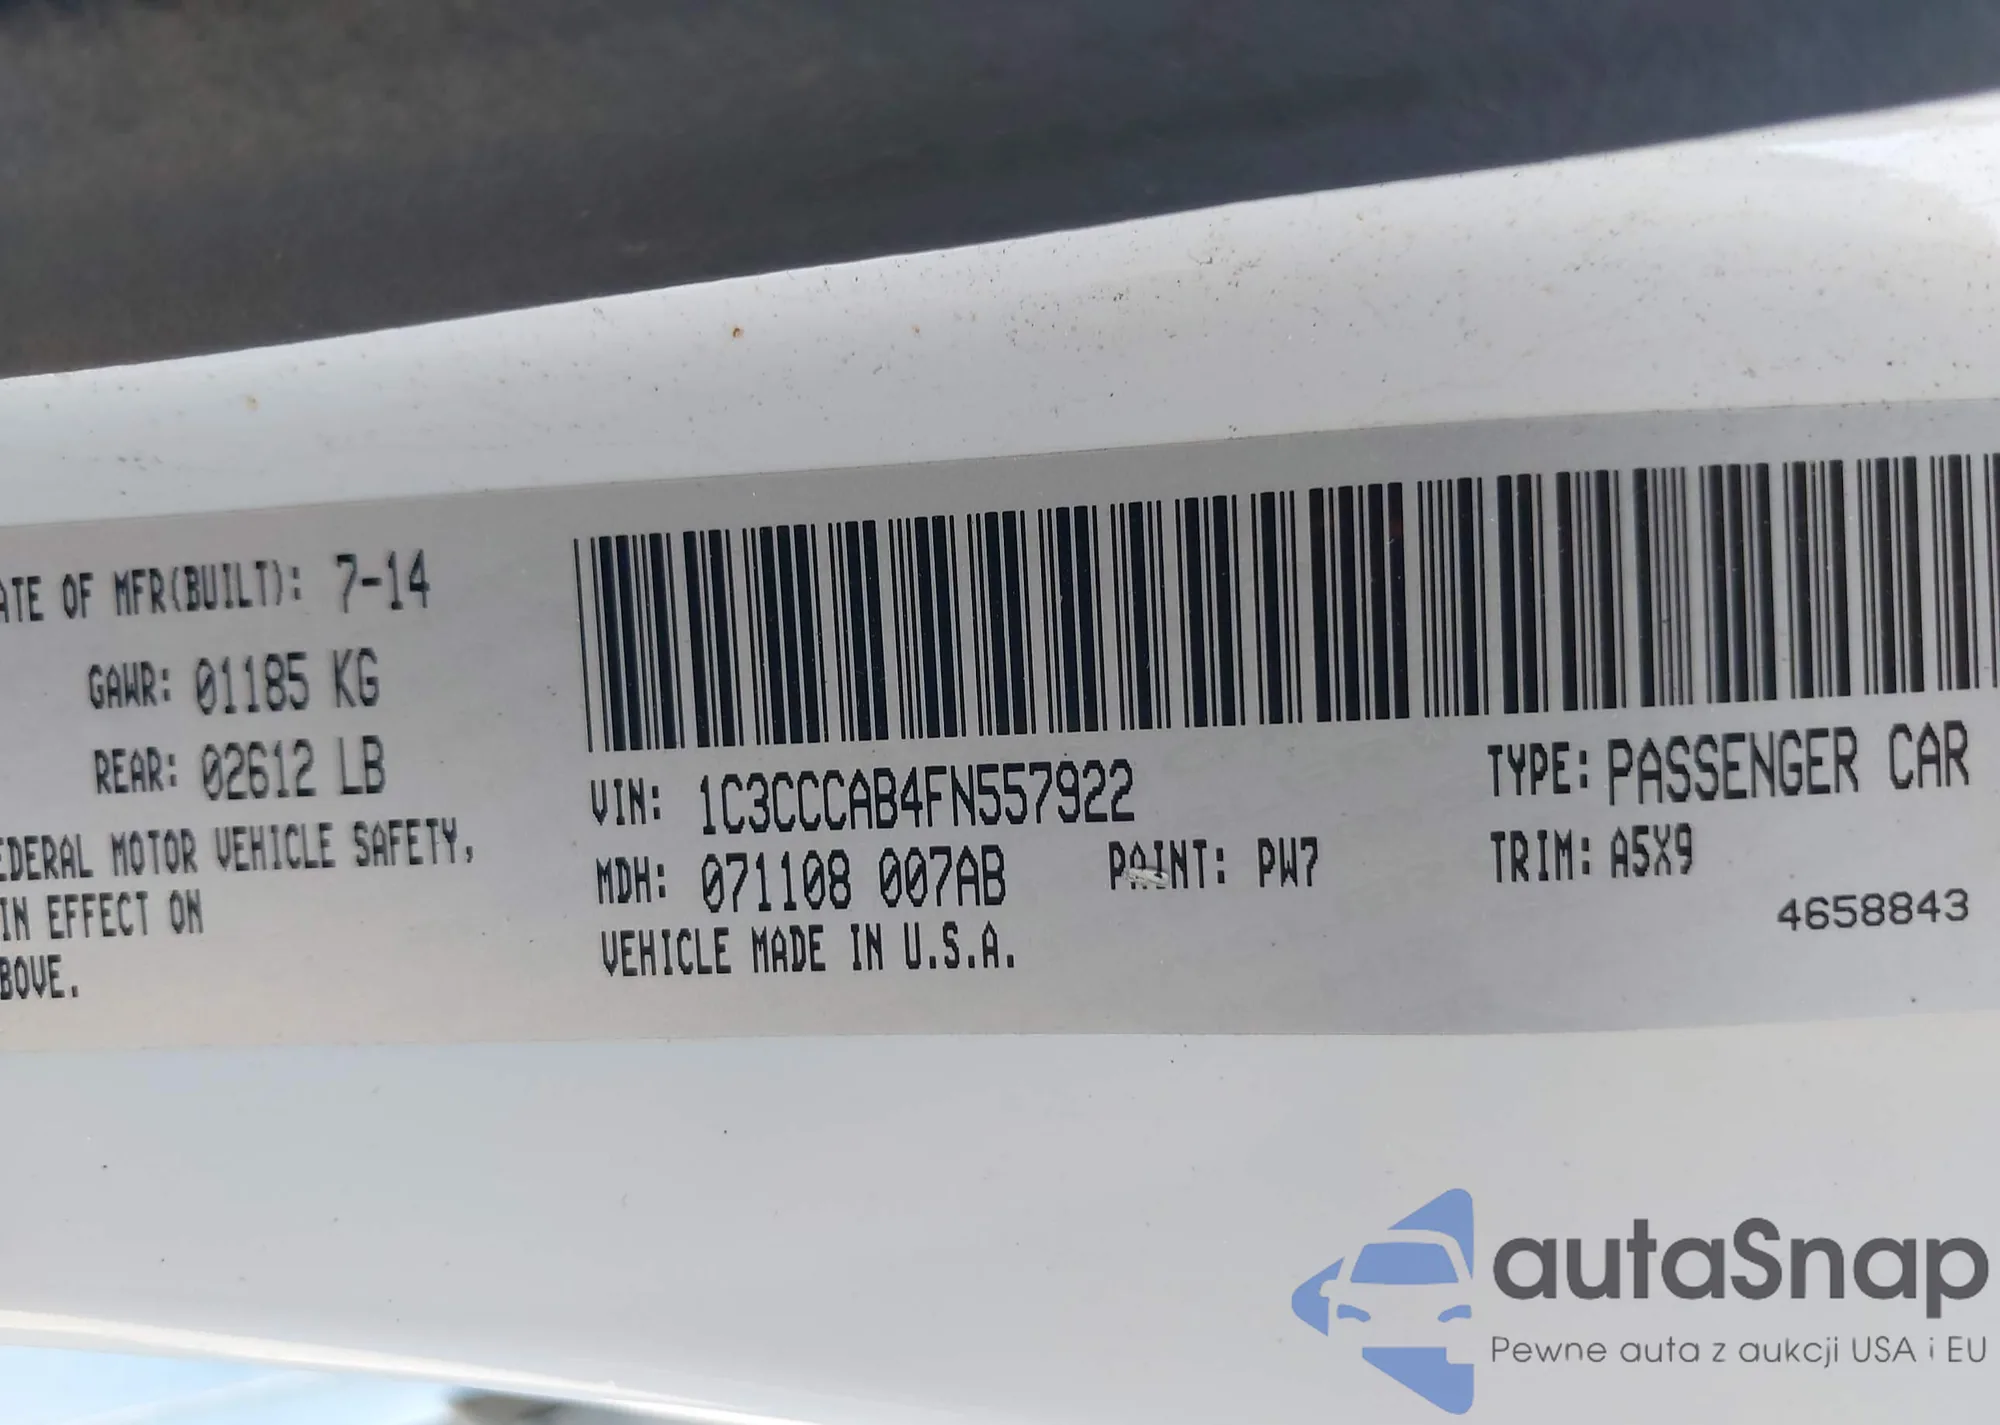 ATE OF MFR(BUILT): 7-14
GAWR: 01185 KG
REAR: 02612 LB
EDERAL MOTOR VEHICLE SAFETY,
IN EFFECT ON
BOVE.
VIN: 1C3CCCAB4FN557922
TYPE: PASSENGER CAR
MDH: 071108 007AB
PAINT: PW7
TRIM: A5X9
VEHICLE MADE IN U.S.A.
4658843
autaSnap
Pewne auta z aukcji USA i EU